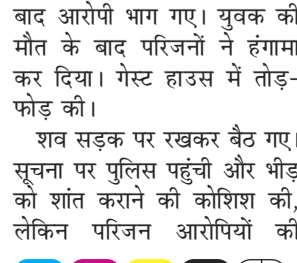 बाद आरोपी भाग गए। युवक की
मौत के बाद परिजनों ने हंगामा
कर दिया। गेस्ट हाउस में तोड़-
फोड़ की।
शव सड़क पर रखकर बैठ गए।
सूचना पर पुलिस पहुंची और भीड़
को शांत कराने की कोशिश की,
लेकिन परिजन आरोपियों की